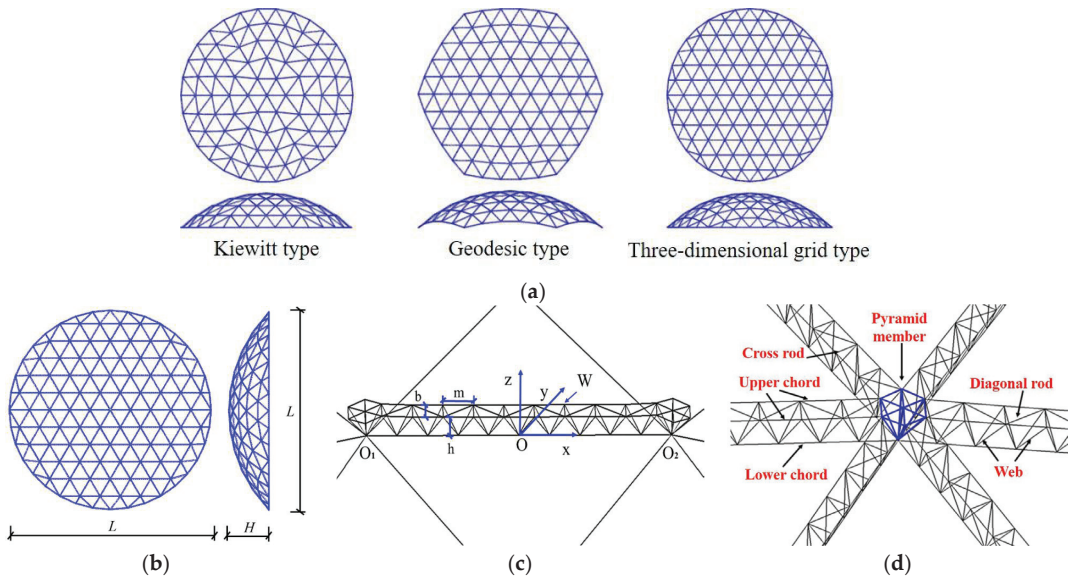 Kiewitt type
Geodesic type
Three-dimensional grid type
(a)
L
H
L
(b)
b
m
z
y
W
h
O
x
O₁
O₂
(c)
Pyramid
member
Cross rod
Upper chord
Diagonal rod
Lower chord
Web
(d)